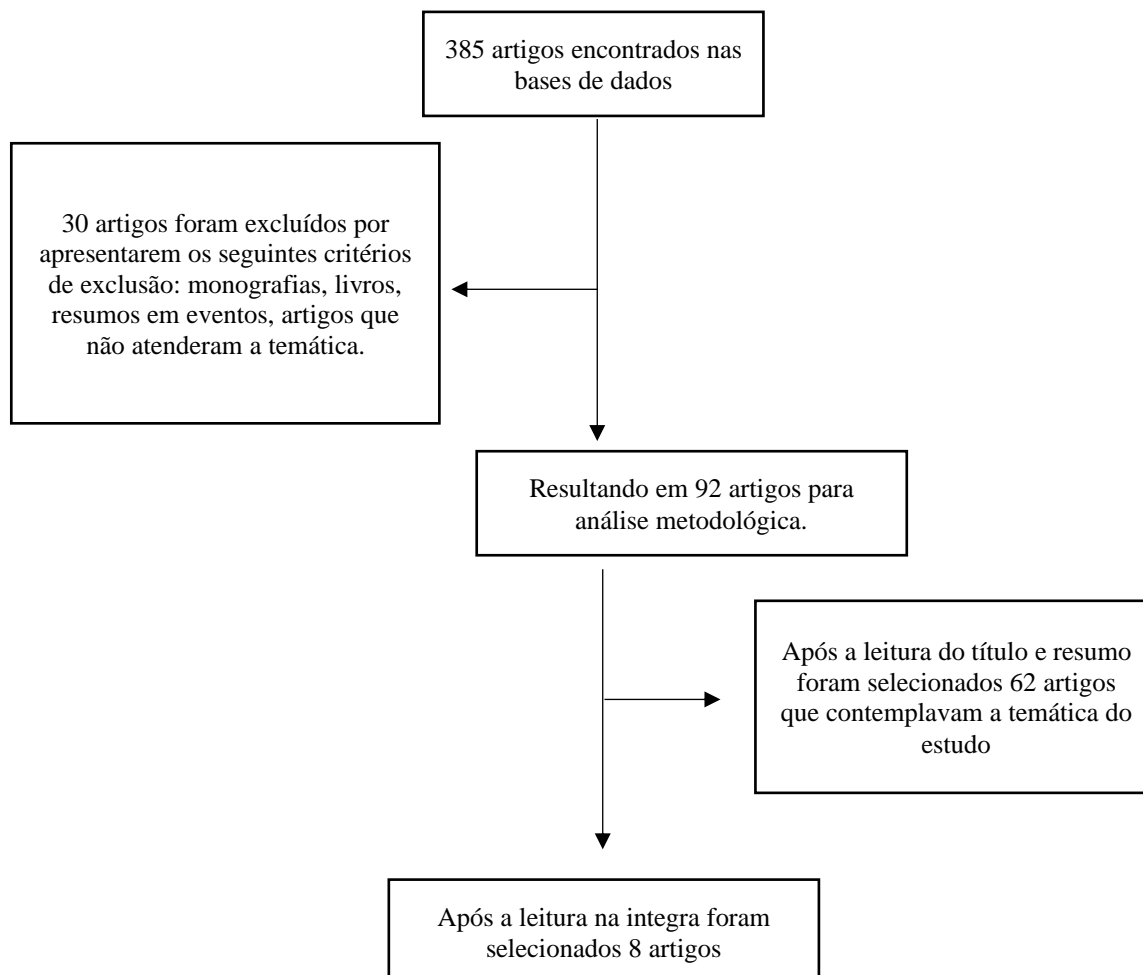 385 artigos encontrados nas
bases de dados
30 artigos foram excluídos por
apresentarem os seguintes critérios
de exclusão: monografias, livros,
resumos em eventos, artigos que
não atenderam a temática.
Resultando em 92 artigos para
análise metodológica.
Após a leitura do título e resumo
foram selecionados 62 artigos
que contemplavam a temática do
estudo
Após a leitura na integra foram
selecionados 8 artigos